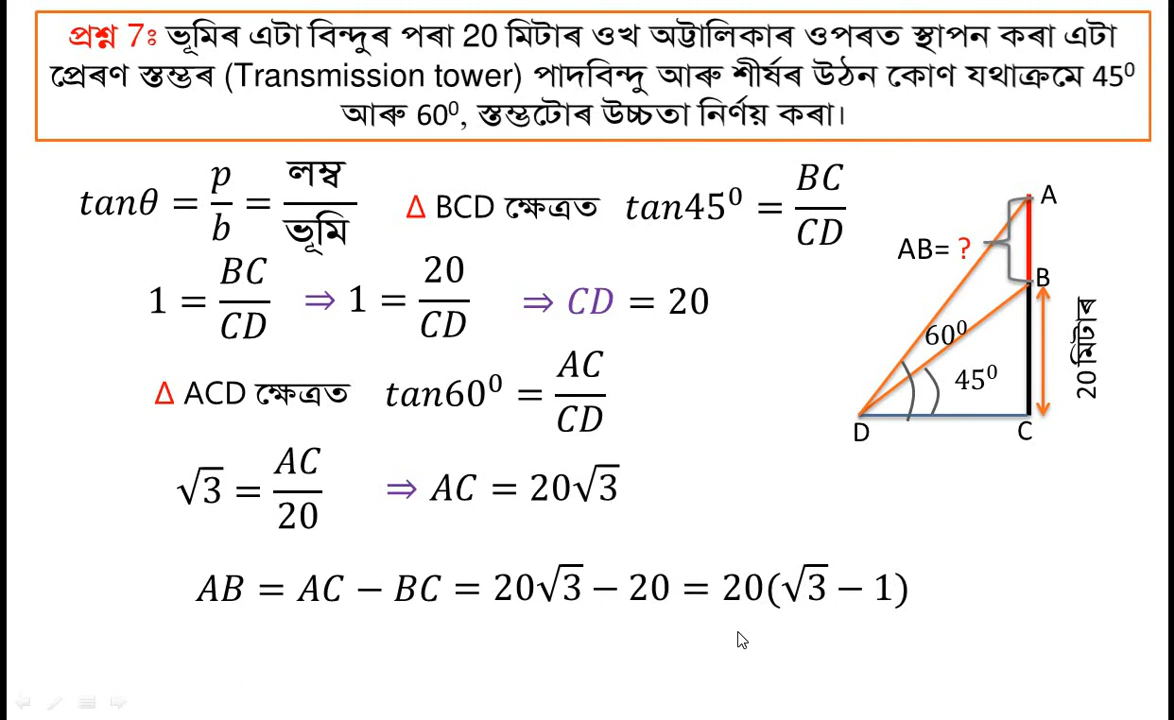 প্ৰশ্ন 7ঃ ভূমিৰ এটা বিন্দুৰ পৰা 20 মিটাৰ ওখ অট্টালিকাৰ ওপৰত স্থাপন কৰা এটা
প্ৰেৰণ স্তম্ভৰ (Transmission tower) পাদবিন্দু আৰু শীৰ্ষৰ উঠন কোণ যথাক্ৰমে 45⁰
আৰু 60⁰, স্তম্ভটোৰ উচ্চতা নিৰ্ণয় কৰা।
tanθ = p/b = লম্ব/ভূমি
Δ BCD ক্ষেত্ৰত tan45⁰ = BC/CD
1 = BC/CD ⇒ 1 = 20/CD ⇒ CD = 20
Δ ACD ক্ষেত্ৰত tan60⁰ = AC/CD
√3 = AC/20 ⇒ AC = 20√3
AB = AC − BC = 20√3 − 20 = 20(√3 − 1)
A
AB= ?
B
60⁰
45⁰
20 মিটাৰ
D
C